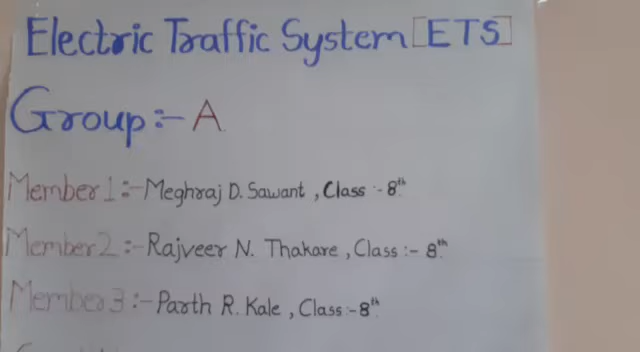 Electric Traffic System [ETS]
Group :- A
Member 1 :- Meghraj D. Sawant , Class :- 8th
Member 2 :- Rajveer N. Thakare , Class :- 8th
Member 3 :- Parth R. Kale , Class :- 8th